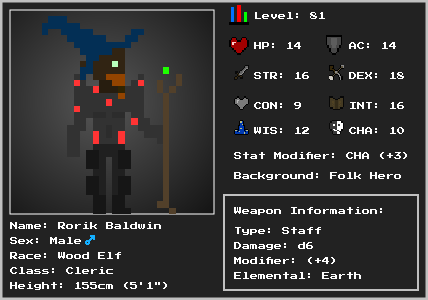 Level: 81
HP: 14 AC: 14
STR: 16 DEX: 18
CON: 9 INT: 16
WIS: 12 CHA: 10
Stat Modifier: CHA (+3)
Background: Folk Hero
Weapon Information:
Type: Staff
Damage: d6
Modifier: (+4)
Elemental: Earth
Name: Rorik Baldwin
Sex: Male ♂
Race: Wood Elf
Class: Cleric
Height: 155cm (5'1")